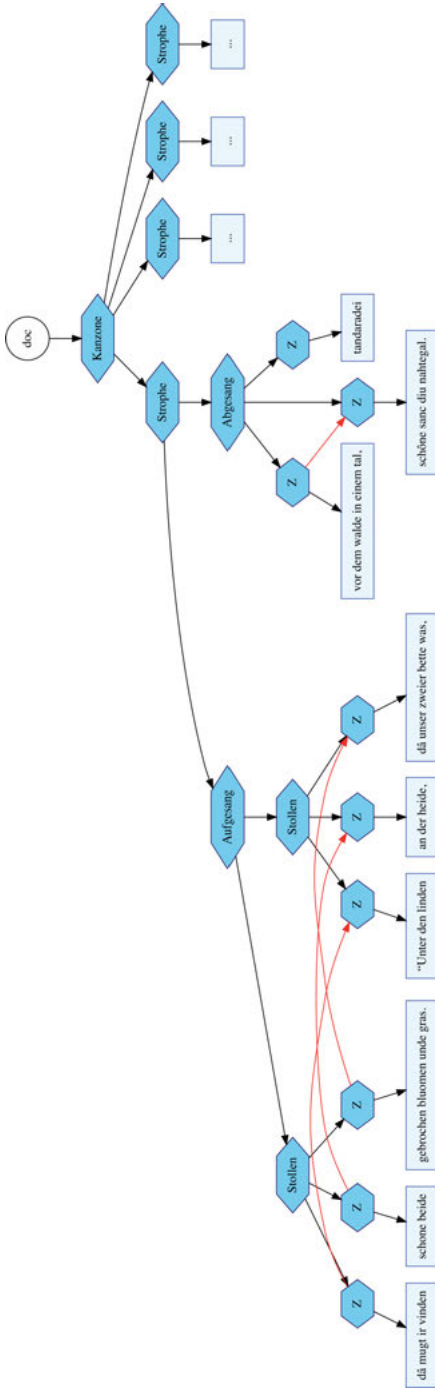 doc
Kanzone
Strophe
Strophe
Strophe
Strophe
Aufgesang
Abgesang
...
...
...
Stollen
Stollen
Z
Z
Z
Z
Z
Z
Z
Z
vor dem walde in einem tal,
Z
tandaradei
dâ mugt ir vinden
schone beide
gebrochen bluomen unde gras.
“Unter den linden
an der heide,
dâ unser zweier bette was,
schône sanc diu nahtegal.